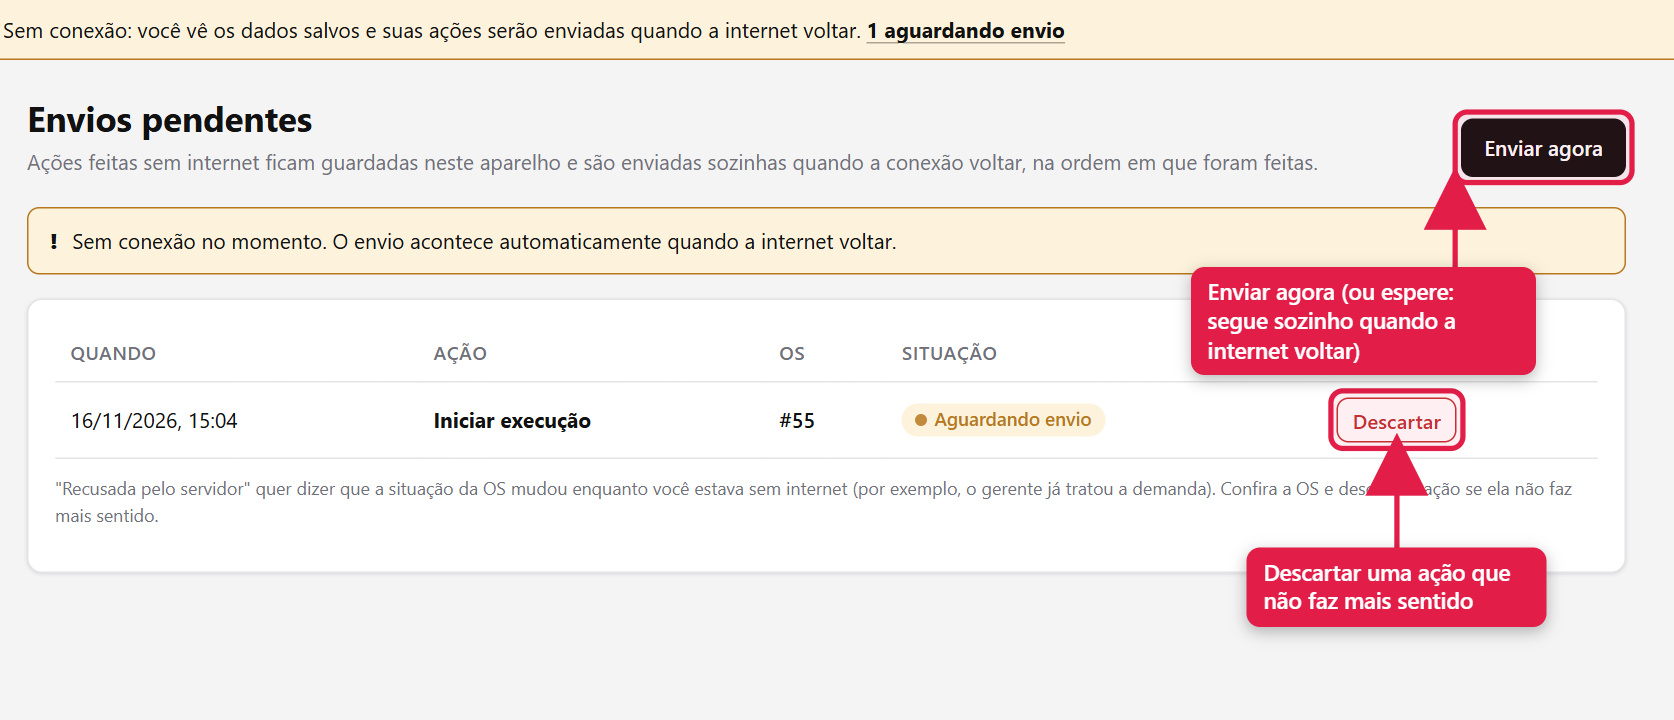 Sem conexão: você vê os dados salvos e suas ações serão enviadas quando a internet voltar. 1 aguardando envio
Envios pendentes
Ações feitas sem internet ficam guardadas neste aparelho e são enviadas sozinhas quando a conexão voltar, na ordem em que foram feitas.
Enviar agora
! Sem conexão no momento. O envio acontece automaticamente quando a internet voltar.
Enviar agora (ou espere:
segue sozinho quando a
internet voltar)
QUANDO AÇÃO OS SITUAÇÃO
16/11/2026, 15:04 Iniciar execução #55 Aguardando envio Descartar
"Recusada pelo servidor" quer dizer que a situação da OS mudou enquanto você estava sem internet (por exemplo, o gerente já tratou a demanda). Confira a OS e ação se ela não faz
mais sentido.
Descartar uma ação que
não faz mais sentido